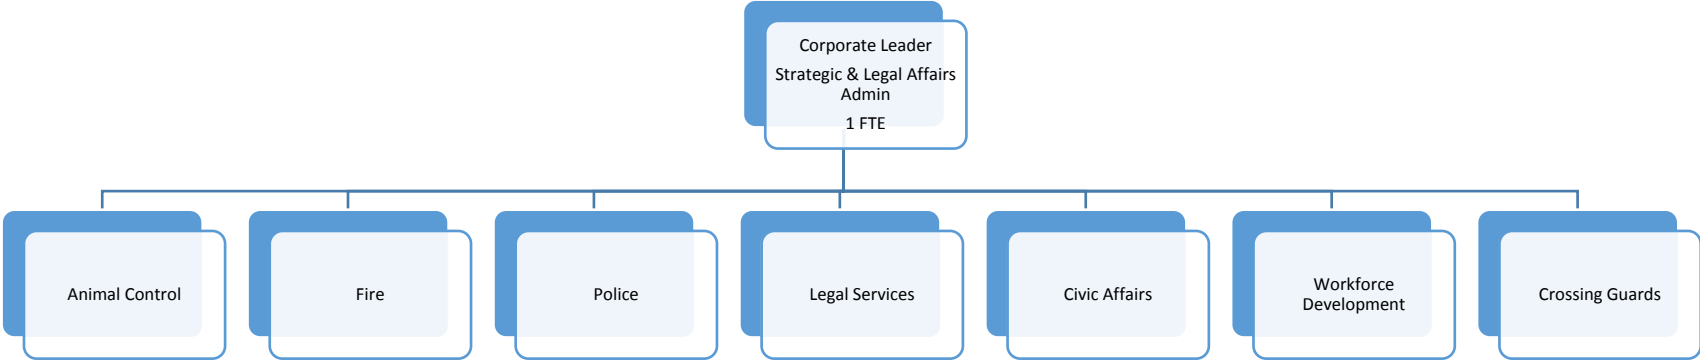 Corporate Leader
Strategic & Legal Affairs
Admin
1 FTE
Animal Control
Fire
Police
Legal Services
Civic Affairs
Workforce
Development
Crossing Guards